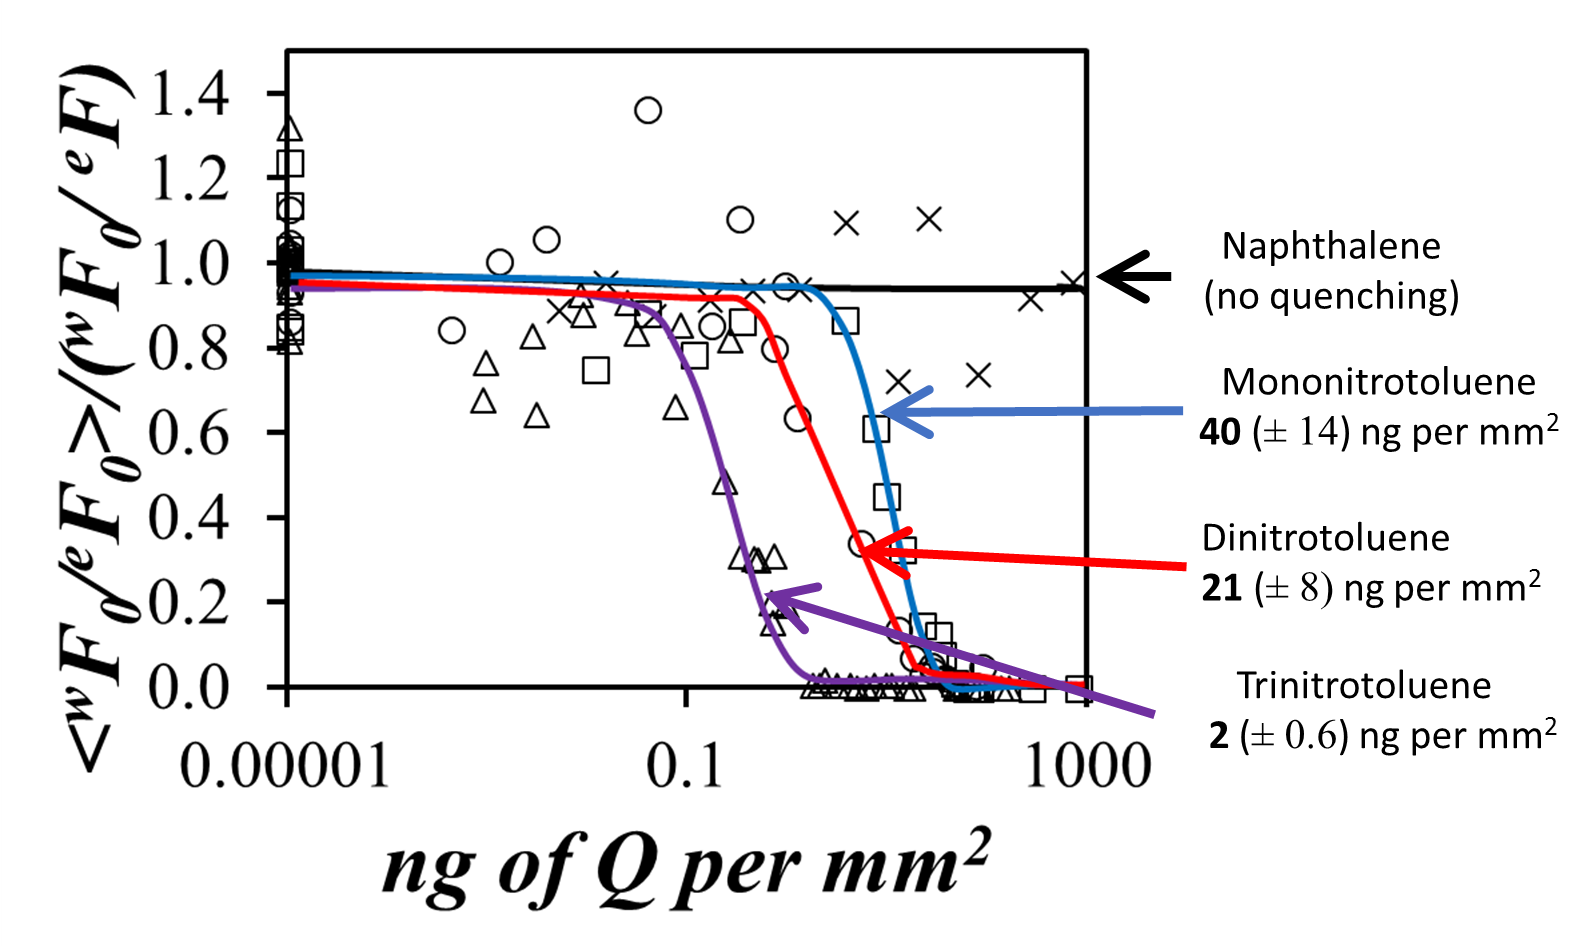 <wF0/eF0>/(wF0/ eF)
1.4
1.2
1.0
0.8
0.6
0.4
0.2
0.0
0.00001
0.1
1000
ng of Q per mm2
Naphthalene
(no quenching)
Mononitrotoluene
40 (± 14) ng per mm2
Dinitrotoluene
21 (± 8) ng per mm2
Trinitrotoluene
2 (± 0.6) ng per mm2